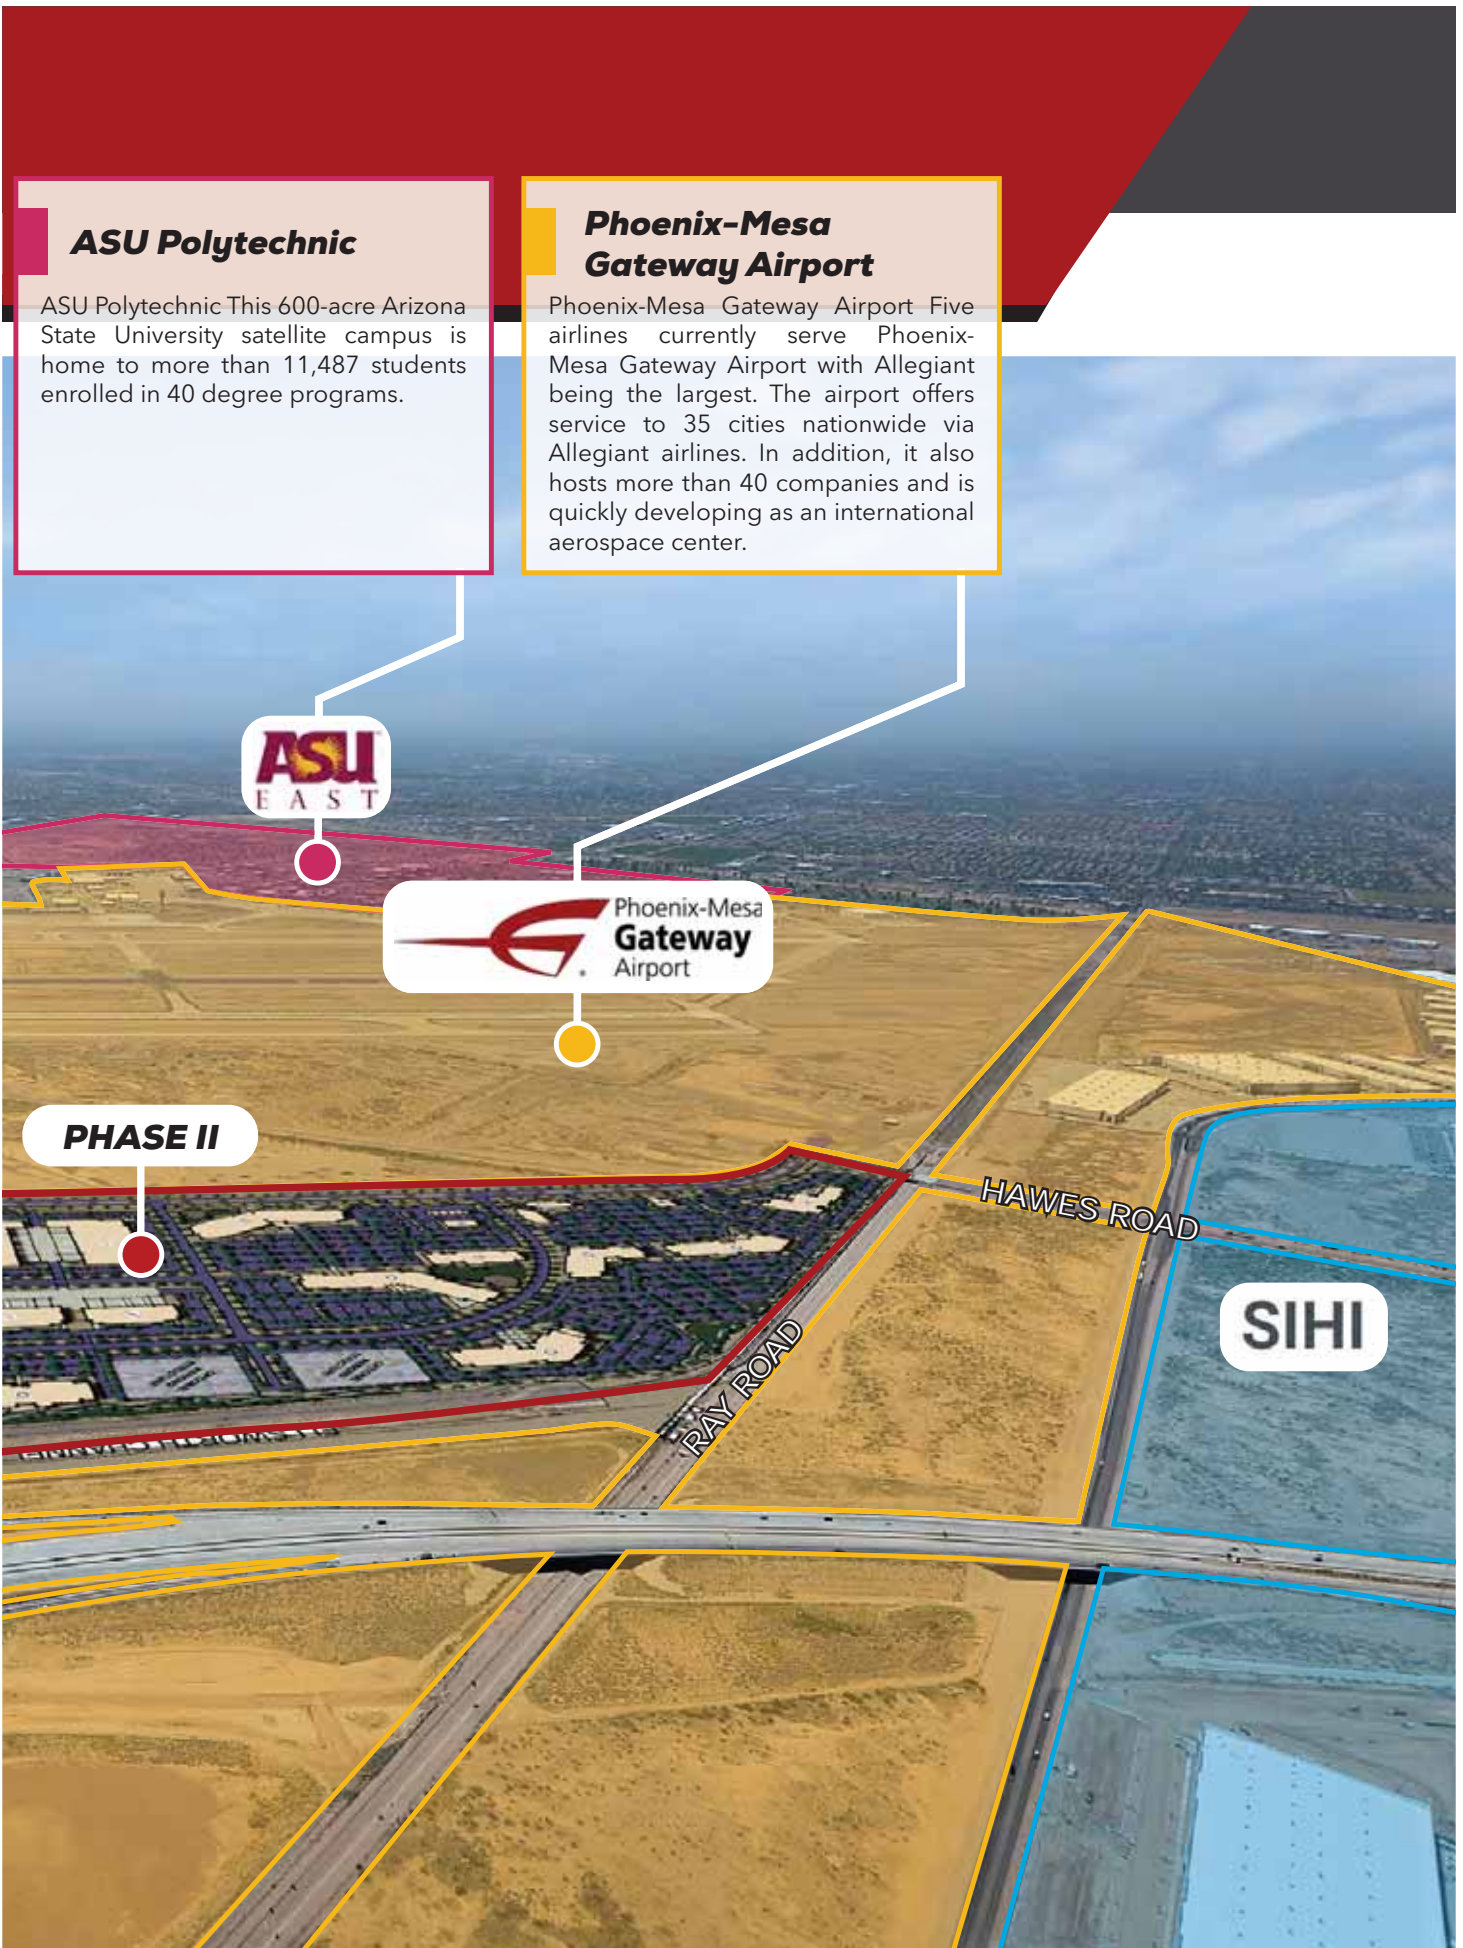 ASU Polytechnic
ASU Polytechnic This 600-acre Arizona
State University satellite campus is
home to more than 11,487 students
enrolled in 40 degree programs.
Phoenix-Mesa
Gateway Airport
Phoenix-Mesa Gateway Airport Five
airlines currently serve Phoenix-
Mesa Gateway Airport with Allegiant
being the largest. The airport offers
service to 35 cities nationwide via
Allegiant airlines. In addition, it also
hosts more than 40 companies and is
quickly developing as an international
aerospace center.
ASU
EAST
Phoenix-Mesa
Gateway
Airport
PHASE II
HAWES ROAD
SIHI
RAY ROAD